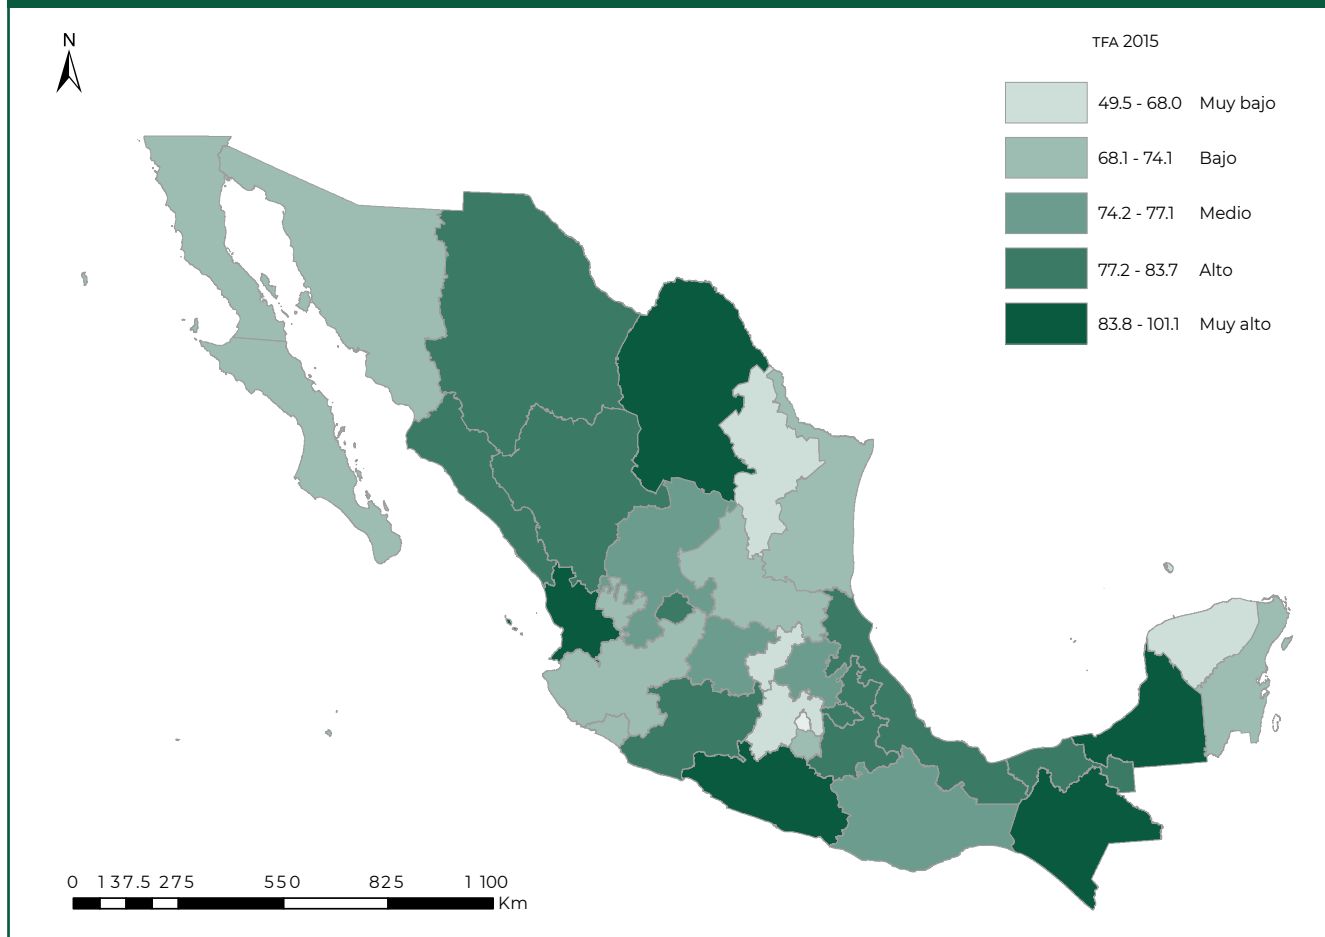 N
TFA 2015
49.5 - 68.0 Muy bajo
68.1 - 74.1 Bajo
74.2 - 77.1 Medio
77.2 - 83.7 Alto
83.8 - 101.1 Muy alto
0 137.5 275 550 825 1 100
Km